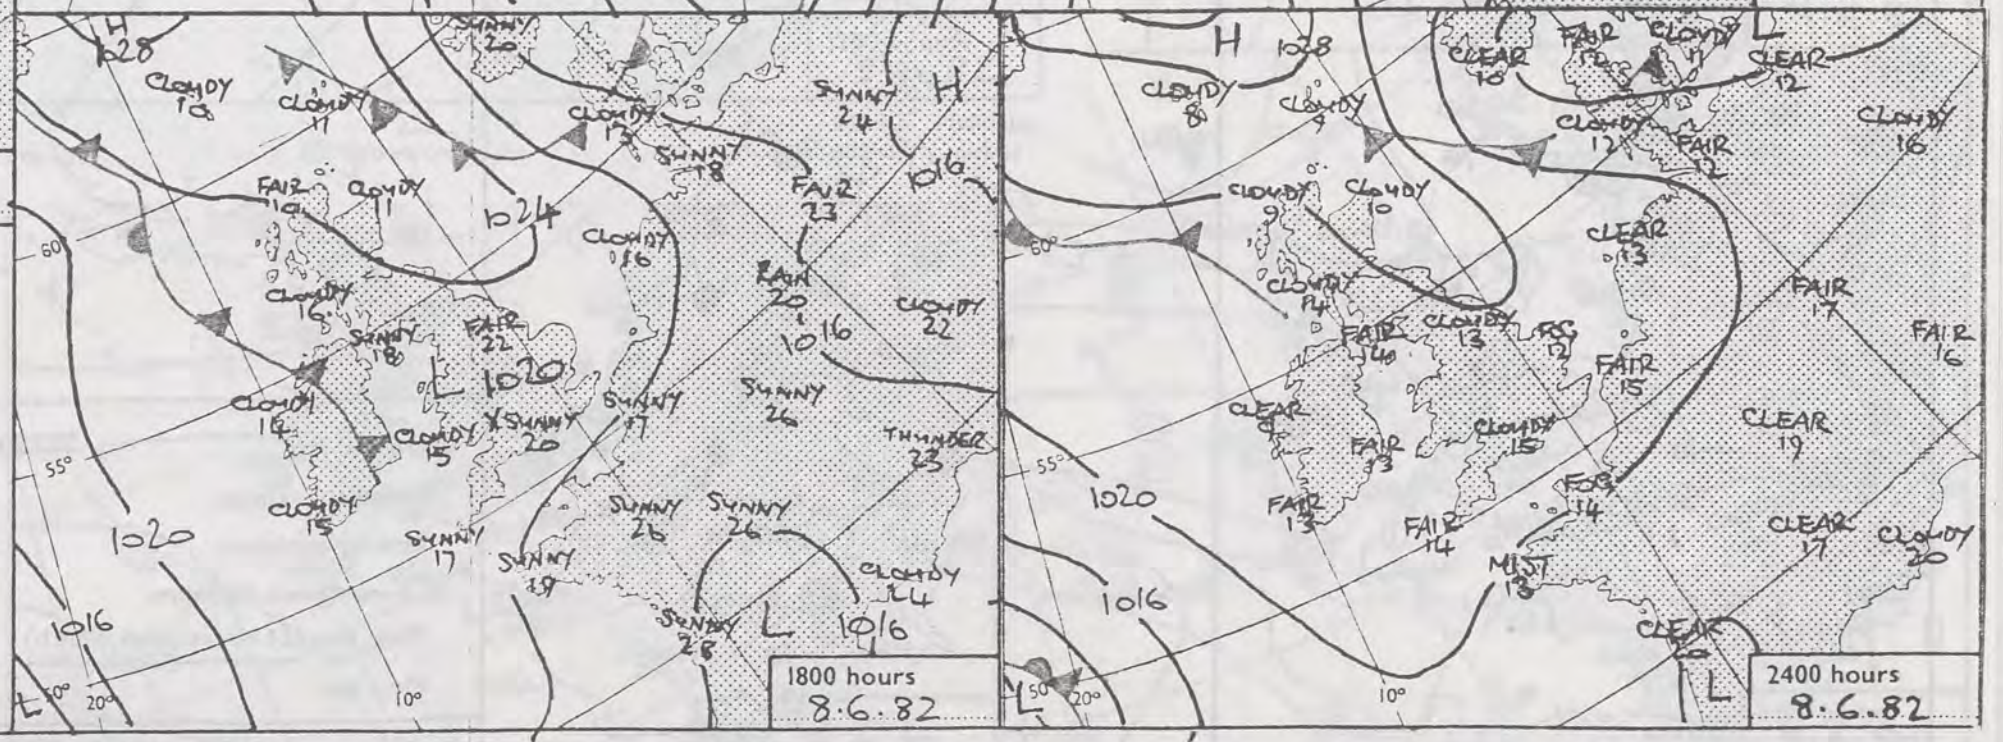 H
1028
SUNNY
20
CLOUDY
10
CLOUDY
11
CLOUDY
13
SUNNY
24
H
SUNNY
18
1016
FAIR
10
CLOUDY
11
1024
FAIR
23
CLOUDY
16
60°
RAIN
20
CLOUDY
16
CLOUDY
22
1016
SUNNY
18
FAIR
22
L
1020
SUNNY
26
CLOUDY
14
SUNNY
17
X SUNNY
20
CLOUDY
15
THUNDER
23
55°
CLOUDY
15
SUNNY
26
SUNNY
26
1020
SUNNY
17
SUNNY
19
CLOUDY
24
1016
SUNNY
28
L
1016
L
50°
20°
10°
1800 hours
8.6.82
H
1028
CLEAR
10
FAIR
CLOUDY
11
L
CLEAR
12
CLOUDY
8
CLOUDY
CLOUDY
12
FAIR
12
CLOUDY
16
CLOUDY
9
CLOUDY
10
60°
CLEAR
13
CLOUDY
14
FAIR
17
FAIR
CLOUDY
13
FOG
12
FAIR
16
FAIR
15
CLEAR
9
CLOUDY
15
CLEAR
19
55°
FAIR
13
1020
FAIR
13
FOG
14
FAIR
14
CLEAR
17
CLOUDY
20
MIST
13
1016
CLEAR
L
50°
20°
10°
L
2400 hours
8.6.82